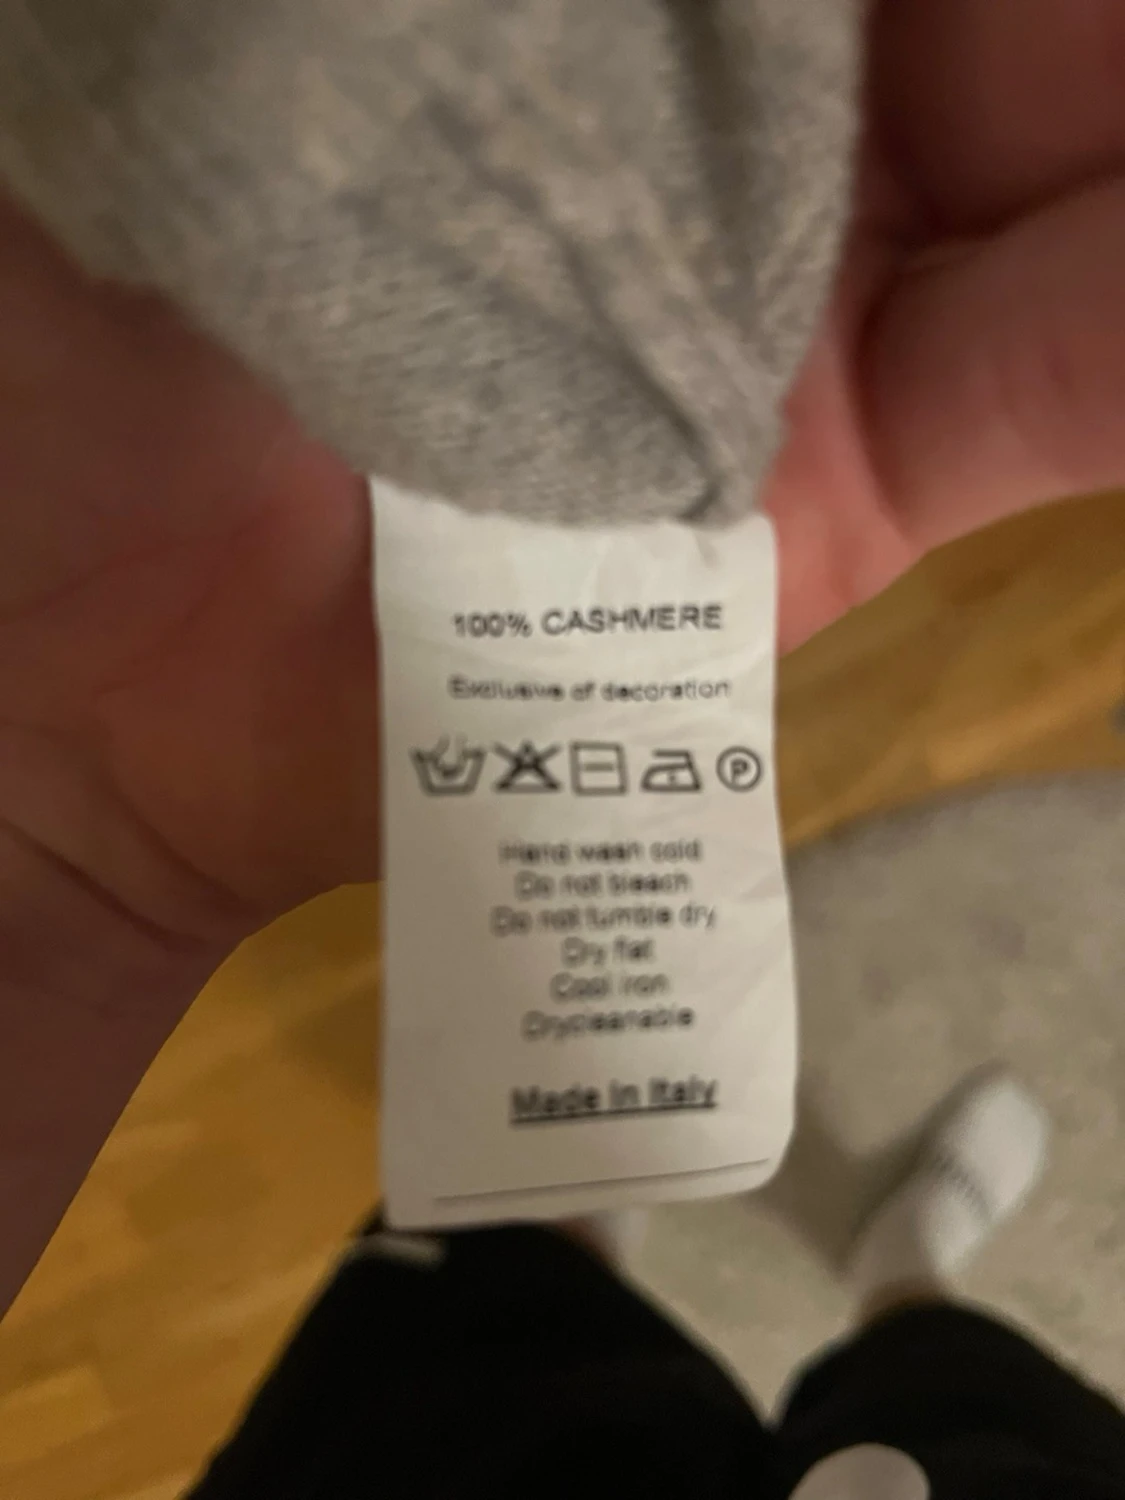 100% CASHMERE
Exclusive of decoration
P
Hand wash cold
Do not bleach
Do not tumble dry
Dry flat
Cool iron
Drycleanable
Made in Italy